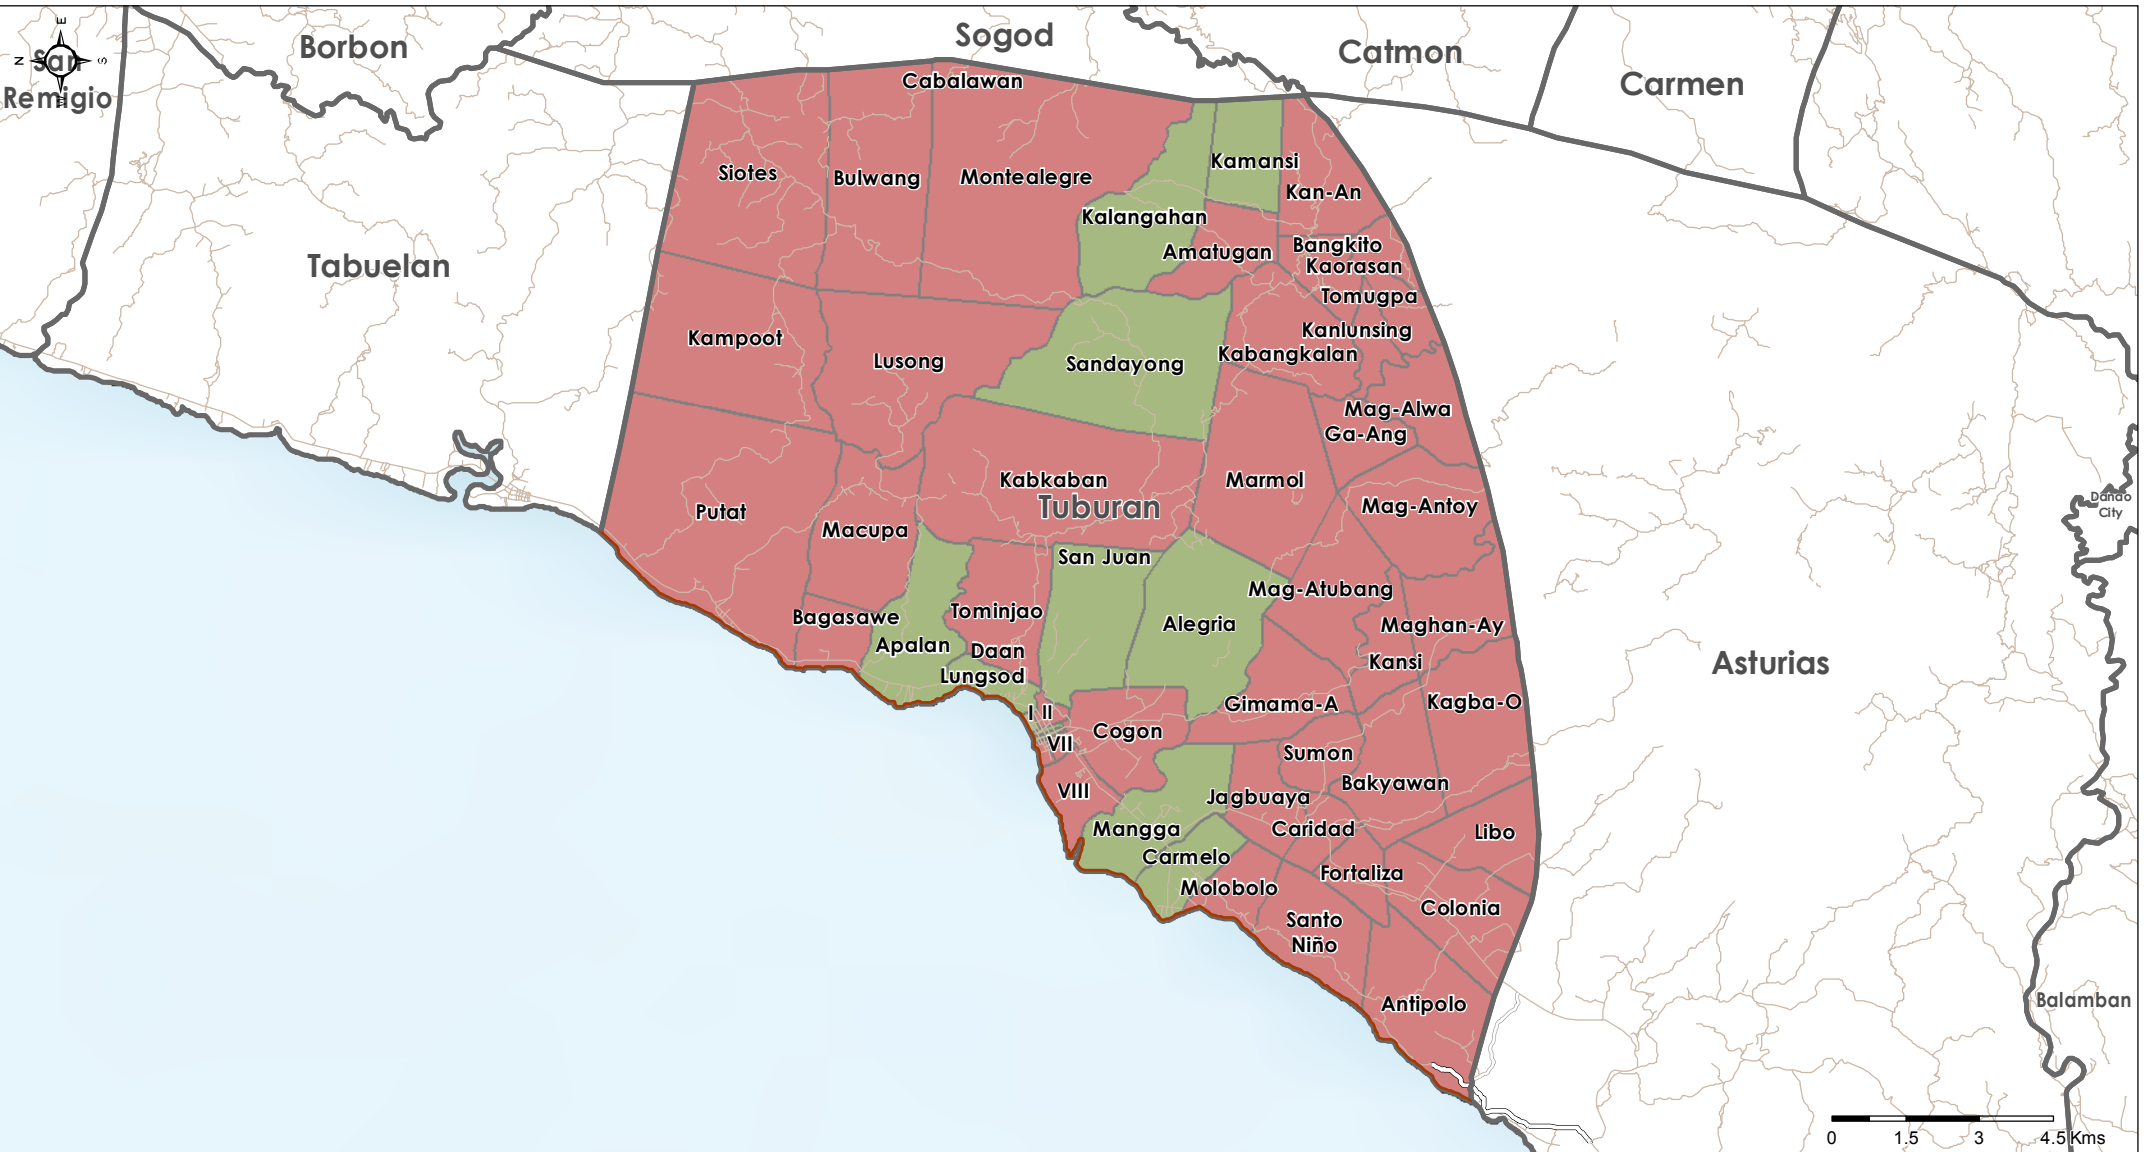 Borbon
Sogod
Catmon
Carmen
E
N
S
W
San
Remigio
Cabalawan
Siotes
Bulwang
Montealegre
Kamansi
Kan-An
Kalangahan
Amatugan
Bangkito
Kaorasan
Tabuelan
Tomugpa
Kanlunsing
Kampoot
Lusong
Sandayong
Kabangkalan
Mag-Alwa
Ga-Ang
Kabkaban
Marmol
Tuburan
Mag-Antoy
Danao
City
Putat
Macupa
San Juan
Mag-Atubang
Bagasawe
Tominjao
Alegria
Maghan-Ay
Apalan
Daan
Lungsod
Kansi
Asturias
I II
Gimama-A
Kagba-O
VII
Cogon
Sumon
VIII
Jagbuaya
Bakyawan
Mangga
Caridad
Libo
Carmelo
Fortaliza
Molobolo
Santo
Niño
Colonia
Antipolo
Balamban
0 1.5 3 4.5 Kms